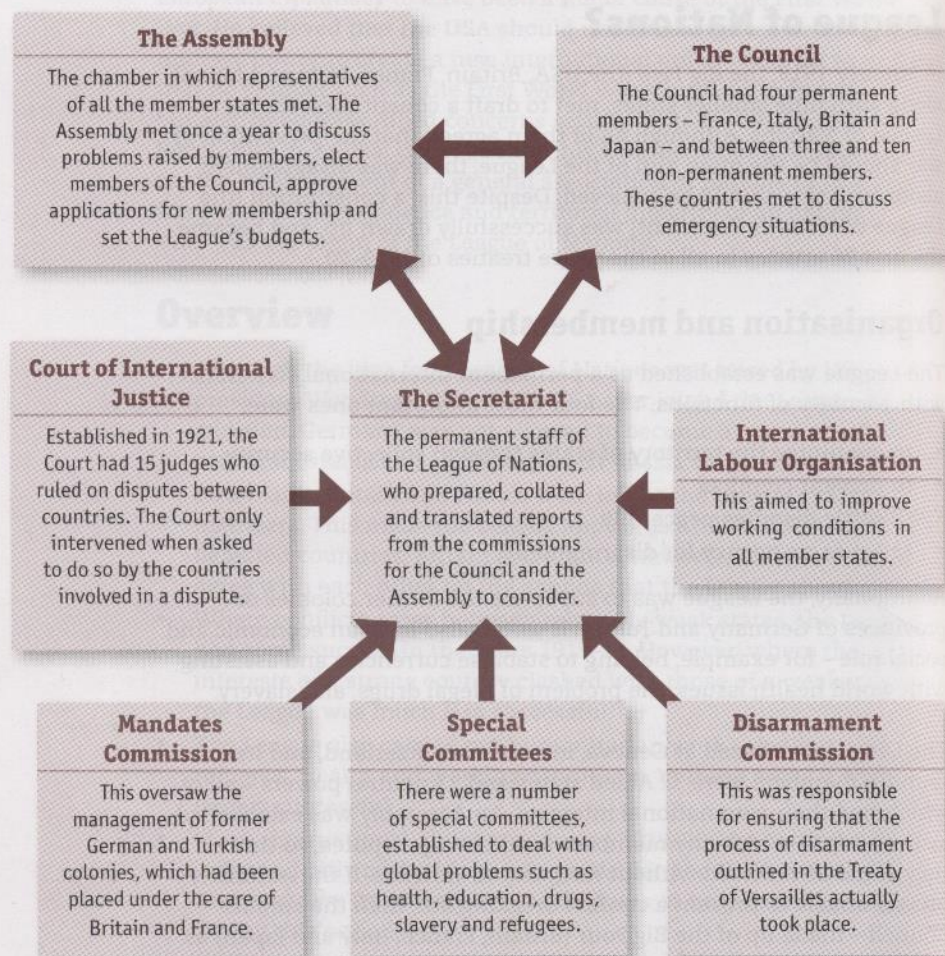 The Assembly
The chamber in which representatives
of all the member states met. The
Assembly met once a year to discuss
problems raised by members, elect
members of the Council, approve
applications for new membership and
set the League's budgets.
The Council
The Council had four permanent
members – France, Italy, Britain and
Japan – and between three and ten
non-permanent members.
These countries met to discuss
emergency situations.
Court of International
Justice
Established in 1921, the
Court had 15 judges who
ruled on disputes between
countries. The Court only
intervened when asked
to do so by the countries
involved in a dispute.
The Secretariat
The permanent staff of
the League of Nations,
who prepared, collated
and translated reports
from the commissions
for the Council and the
Assembly to consider.
International
Labour Organisation
This aimed to improve
working conditions in
all member states.
Mandates
Commission
This oversaw the
management of former
German and Turkish
colonies, which had been
placed under the care of
Britain and France.
Special
Committees
There were a number
of special committees,
established to deal with
global problems such as
health, education, drugs,
slavery and refugees.
Disarmament
Commission
This was responsible
for ensuring that the
process of disarmament
outlined in the Treaty
of Versailles actually
took place.